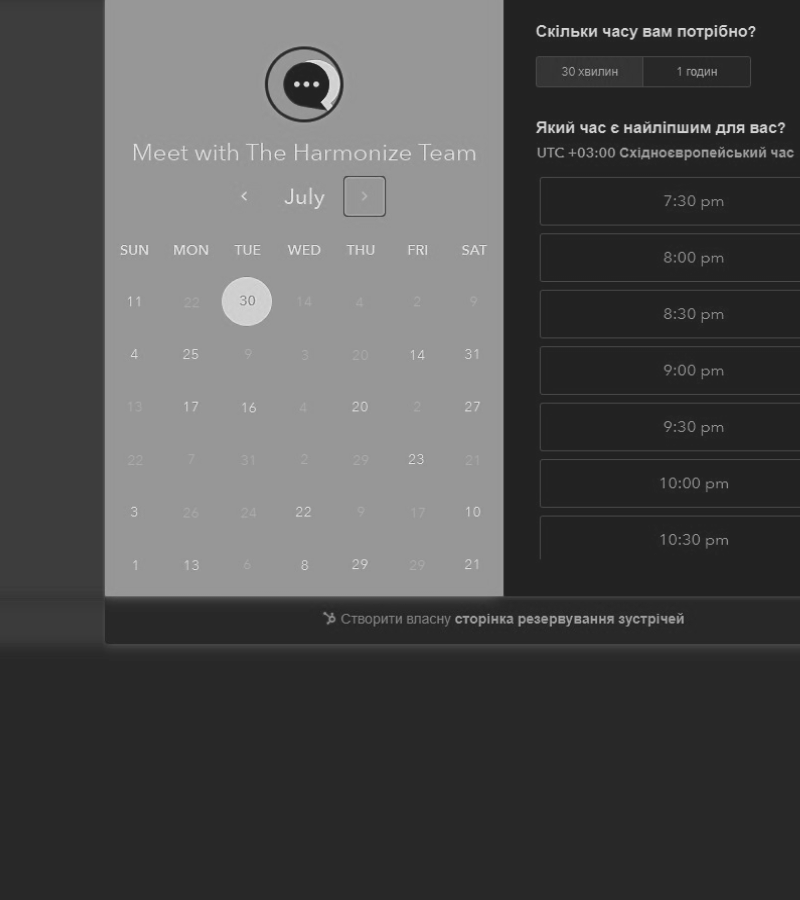 Meet with The Harmonize Team
July
SUN MON TUE WED THU FRI SAT
11 22 30 14 4 2 9
4 25 9 3 20 14 31
13 17 16 4 20 2 27
22 7 31 2 29 23 21
3 26 24 22 9 17 10
1 13 6 8 29 29 21
Скільки часу вам потрібно?
30 хвилин 1 годин
Який час є найліпшим для вас?
UTC +03:00 Східноєвропейський час
7:30 pm
8:00 pm
8:30 pm
9:00 pm
9:30 pm
10:00 pm
10:30 pm
Створити власну сторінка резервування зустрічей